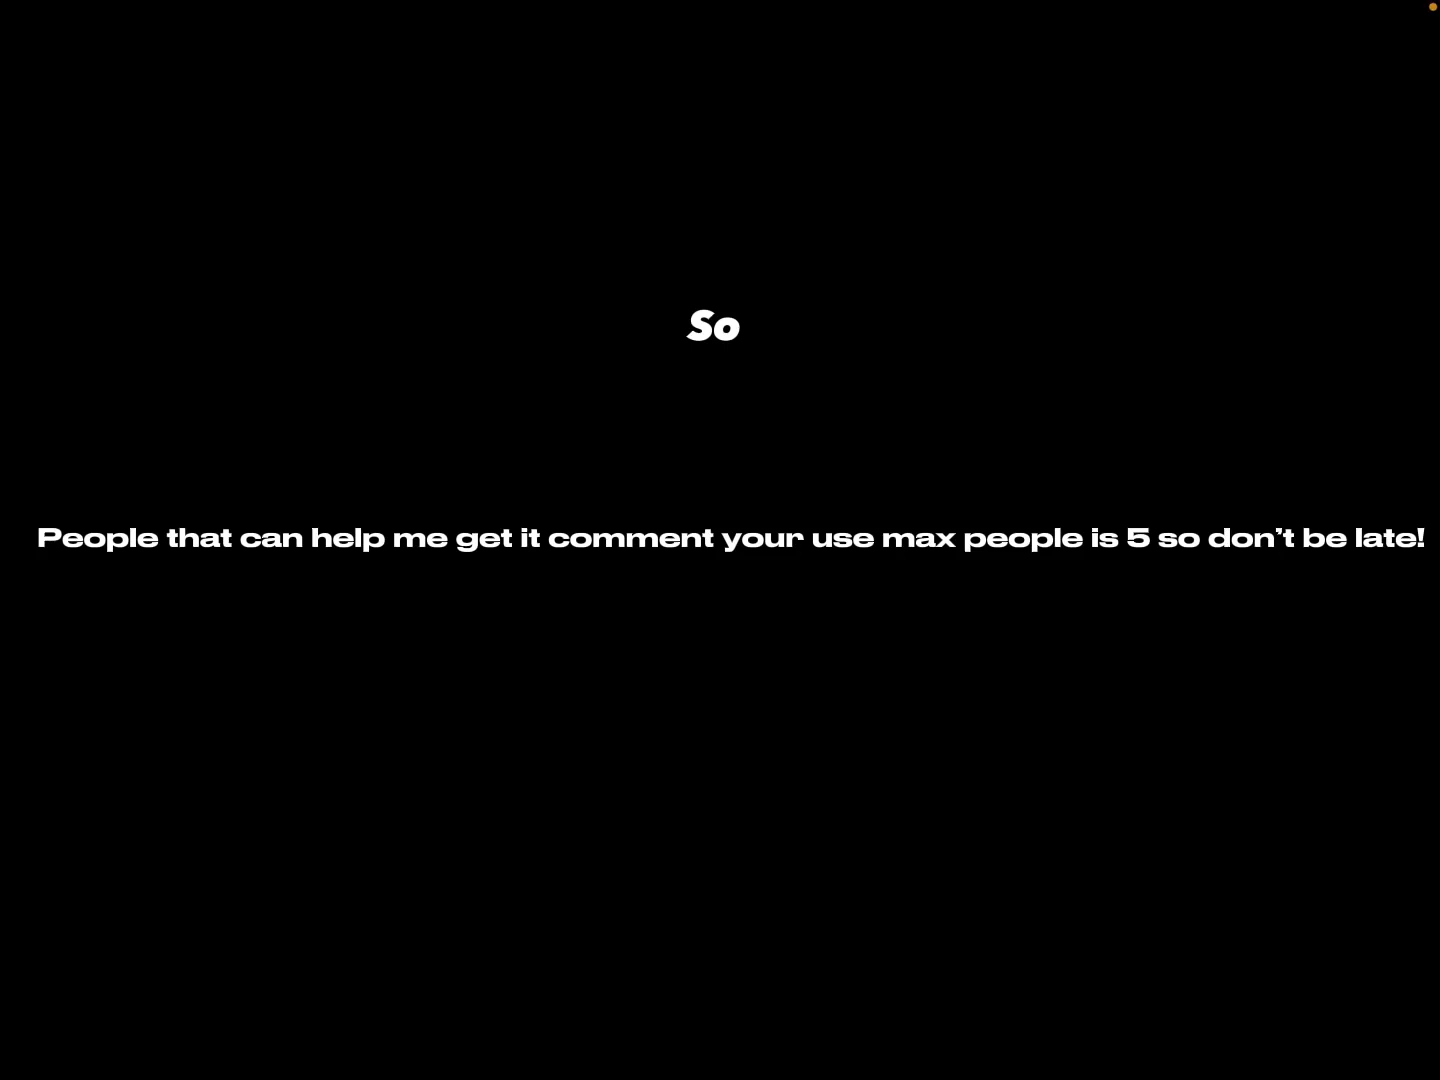 So
People that can help me get it comment your use max people is 5 so don’t be late!